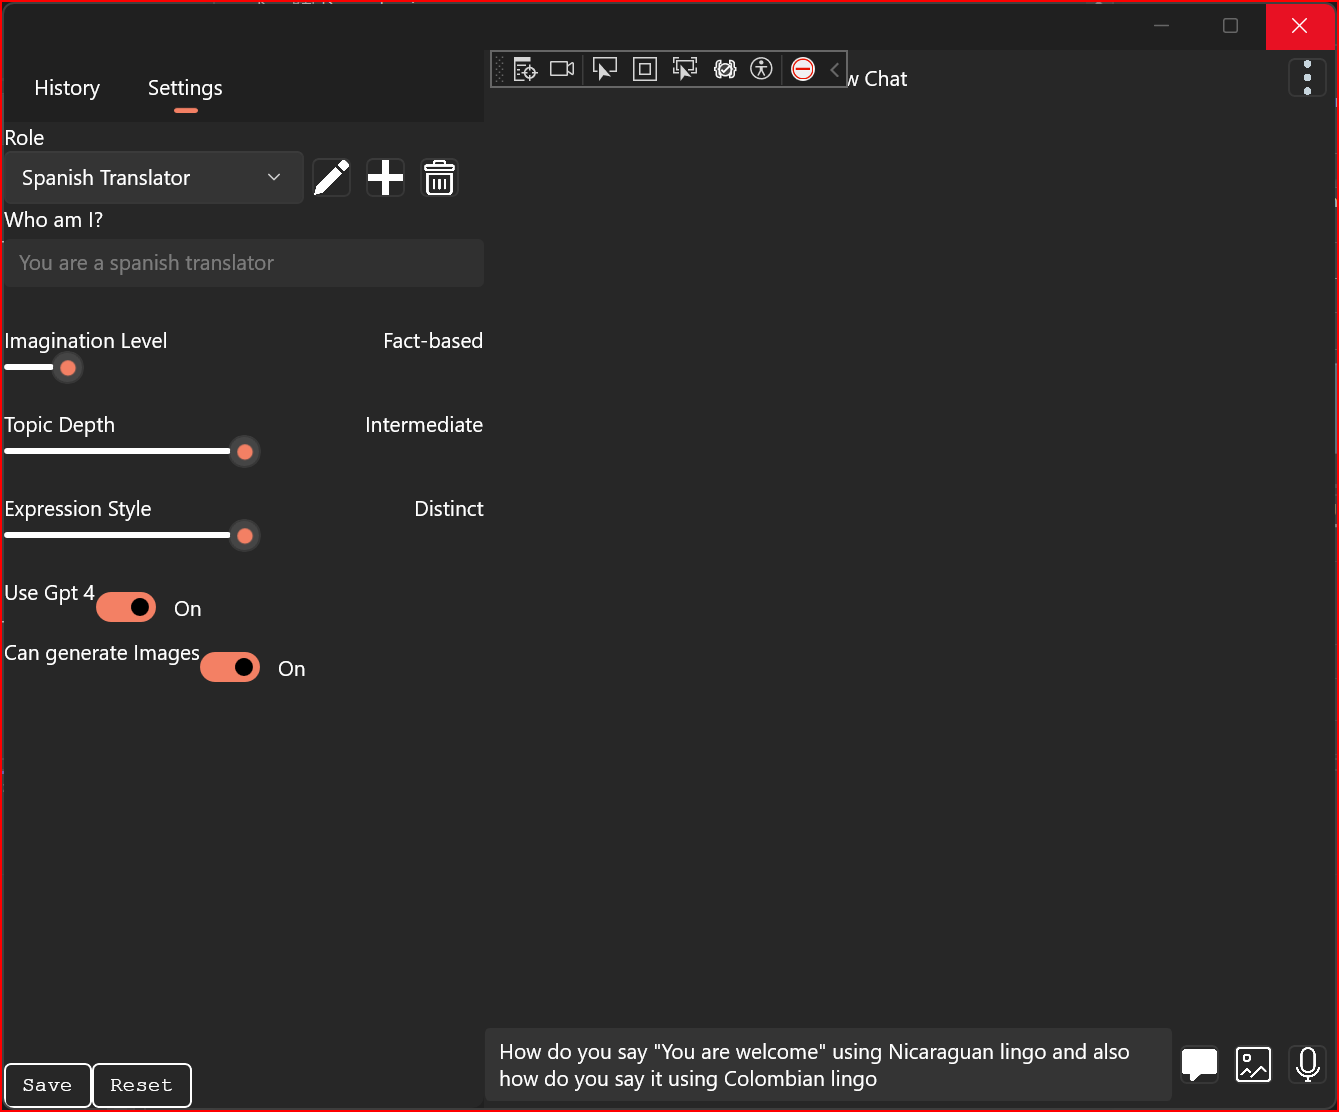 History
Settings
w Chat
Role
Spanish Translator
Who am I?
You are a spanish translator
Imagination Level
Fact-based
Topic Depth
Intermediate
Expression Style
Distinct
Use Gpt 4
On
Can generate Images
On
How do you say "You are welcome" using Nicaraguan lingo and also
how do you say it using Colombian lingo
Save
Reset